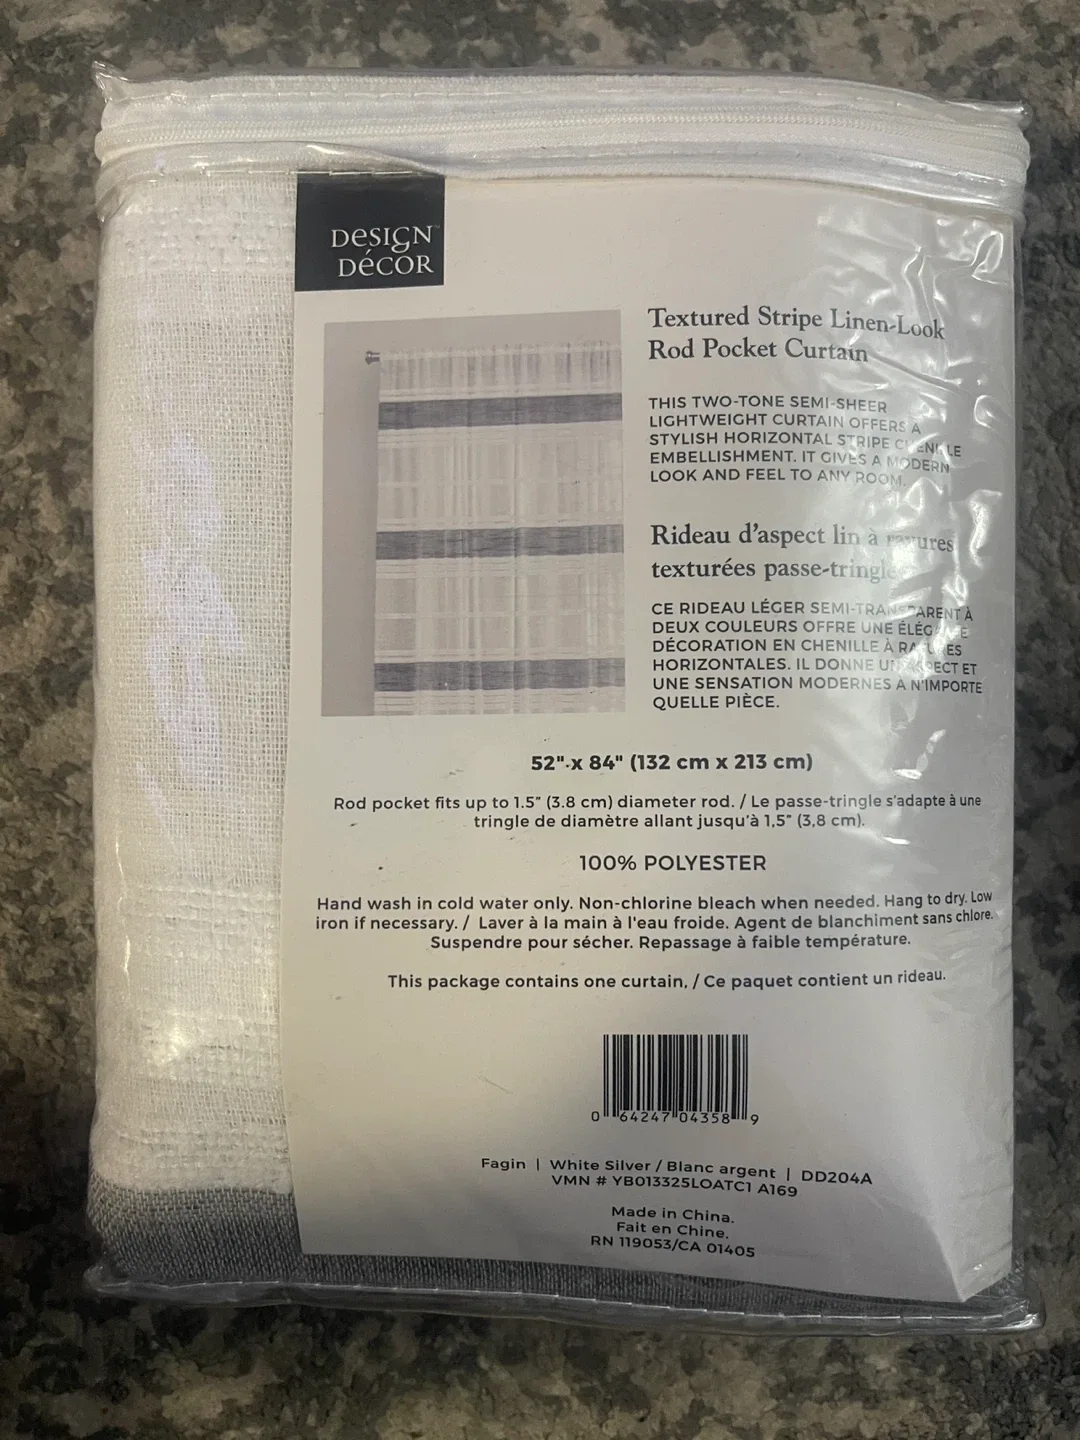 DeSIGN™
DéCOR
Textured Stripe Linen-Look
Rod Pocket Curtain
THIS TWO-TONE SEMI-SHEER
LIGHTWEIGHT CURTAIN OFFERS A
STYLISH HORIZONTAL STRIPE CHENILLE
EMBELLISHMENT. IT GIVES A MODERN
LOOK AND FEEL TO ANY ROOM.
Rideau d'aspect lin à rayures
texturées passe-tringle
CE RIDEAU LÉGER SEMI-TRANSPARENT À
DEUX COULEURS OFFRE UNE
DÉCORATION EN CHENILLE À RAYURES
HORIZONTALES. IL DONNE UN ASPECT ET
UNE SENSATION MODERNES À N'IMPORTE
QUELLE PIÈCE.
52" x 84" (132 cm x 213 cm)
Rod pocket fits up to 1.5" (3.8 cm) diameter rod. / Le passe-tringle s'adapte à une
tringle de diamètre allant jusqu'à 1,5" (3,8 cm).
100% POLYESTER
Hand wash in cold water only. Non-chlorine bleach when needed. Hang to dry. Low
iron if necessary. / Laver à la main à l'eau froide. Agent de blanchiment sans chlore.
Suspendre pour sécher. Repassage à faible température.
This package contains one curtain. / Ce paquet contient un rideau.
0 64247 04358 9
Fagin | White Silver / Blanc argent | DD204A
VMN # YB013325LOATC1 A169
Made in China.
Fait en Chine.
RN 119053/CA 01405